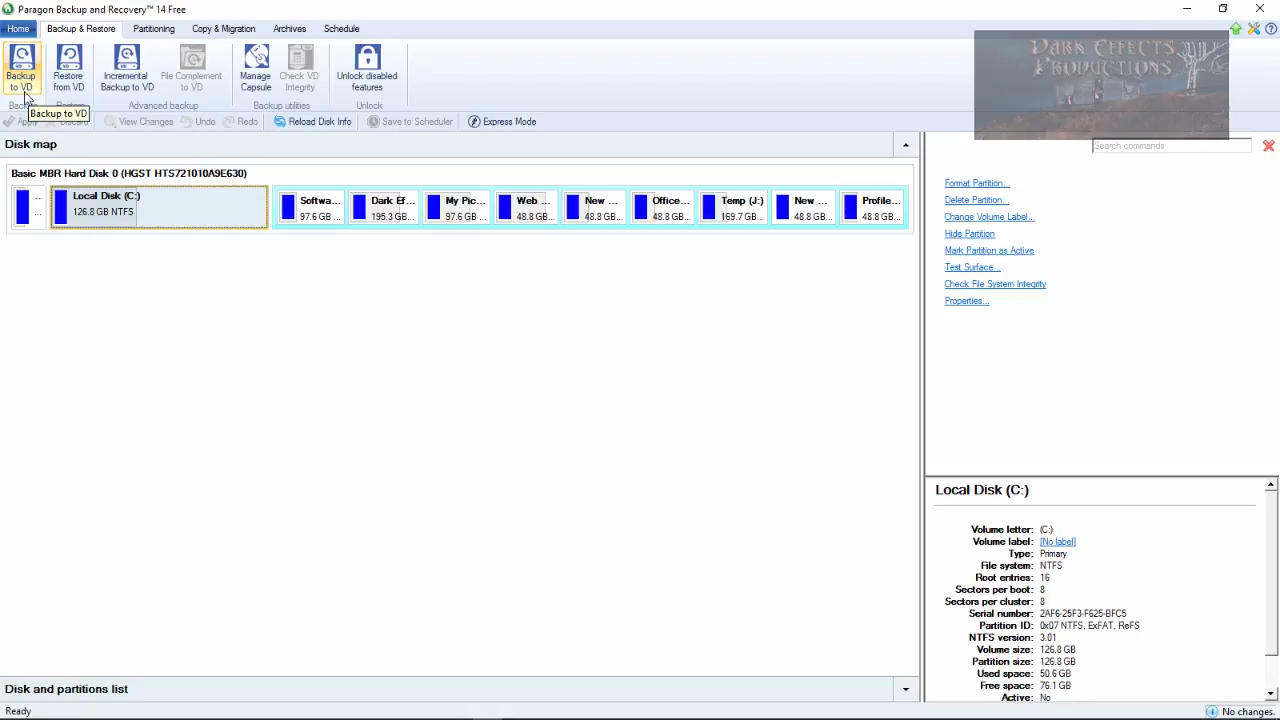 Paragon Backup and Recovery™ 14 Free
Home Backup & Restore Partitioning Copy & Migration Archives Schedule
DARK EFFECTS
PRODUCTIONS
Backup
to VD
Restore
from VD
Incremental
Backup to VD
File Complement
to VD
Manage
Capsule
Check VD
Integrity
Unlock disabled
features
Advanced backup Backup utilities Unlock
Backup to VD
View Changes Undo Redo Reload Disk Info Save to Scheduler Express Mode
Disk map
Search commands
Basic MBR Hard Disk 0 (HGST HTS721010A9E630)
Local Disk (C:)
126.8 GB NTFS
Softwa...
97.6 GB ...
Dark Ef...
195.3 GB...
My Pic...
97.6 GB...
Web
48.8 GB...
New ...
48.8 GB...
Office...
48.8 GB...
Temp (J:)
169.7 GB...
New ...
48.8 GB...
Profile...
48.8 GB...
Format Partition...
Delete Partition...
Change Volume Label...
Hide Partition
Mark Partition as Active
Test Surface...
Check File System Integrity
Properties...
Local Disk (C:)
Volume letter: (C:)
Volume label: [No label]
Type: Primary
File system: NTFS
Root entries: 16
Sectors per boot: 8
Sectors per cluster: 8
Serial number: 2AF6-25F3-F625-BFC5
Partition ID: 0x07 NTFS, ExFAT, ReFS
NTFS version: 3.01
Volume size: 126.8 GB
Partition size: 126.8 GB
Used space: 50.6 GB
Free space: 76.1 GB
Active: No
Disk and partitions list
Ready
No changes.